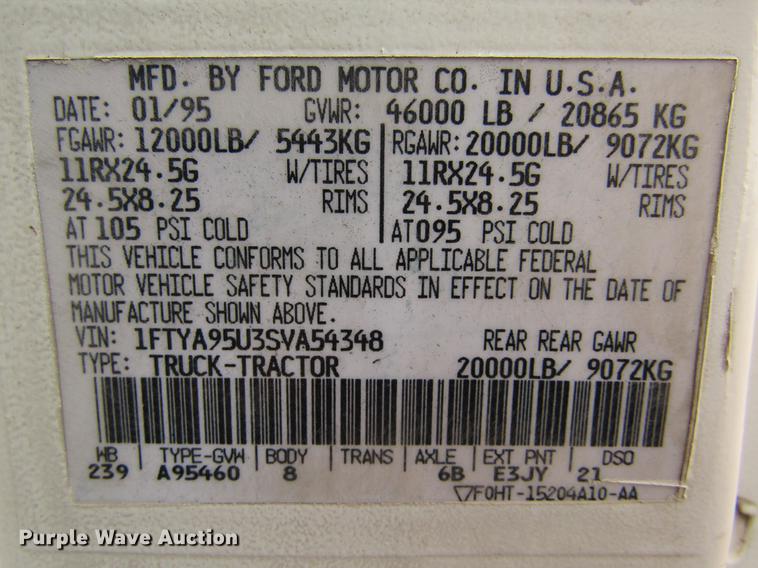 MFD. BY FORD MOTOR CO. IN U.S.A.
DATE: 01/95 GVWR: 46000 LB / 20865 KG
FGAWR: 12000LB/ 5443KG RGAWR: 20000LB/ 9072KG
11RX24.5G W/TIRES 11RX24.5G W/TIRES
24.5X8.25 RIMS 24.5X8.25 RIMS
AT 105 PSI COLD AT 095 PSI COLD
THIS VEHICLE CONFORMS TO ALL APPLICABLE FEDERAL
MOTOR VEHICLE SAFETY STANDARDS IN EFFECT ON THE DATE OF
MANUFACTURE SHOWN ABOVE.
VIN: 1FTYA95U3SVA54348 REAR REAR GAWR
TYPE: TRUCK-TRACTOR 20000LB/ 9072KG
WB TYPE-GVW BODY TRANS AXLE EXT PNT DSO
239 A95460 8 6B E3JY 21
F0HT-15204A10-AA
Purple Wave Auction